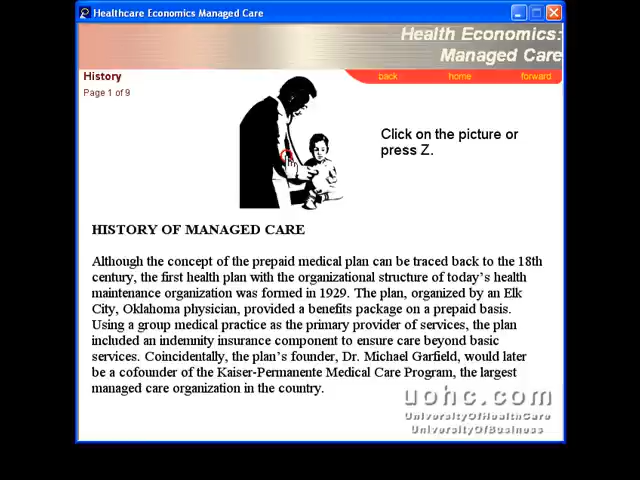 Healthcare Economics Managed Care
Health Economics:
Managed Care
History
back home forward
Page 1 of 9
Click on the picture or
press Z.
HISTORY OF MANAGED CARE
Although the concept of the prepaid medical plan can be traced back to the 18th
century, the first health plan with the organizational structure of today's health
maintenance organization was formed in 1929. The plan, organized by an Elk
City, Oklahoma physician, provided a benefits package on a prepaid basis.
Using a group medical practice as the primary provider of services, the plan
included an indemnity insurance component to ensure care beyond basic
services. Coincidentally, the plan's founder, Dr. Michael Garfield, would later
be a cofounder of the Kaiser-Permanente Medical Care Program, the largest
managed care organization in the country.
uohc.com
UniversityOfHealthCare
UniversityOfBusiness